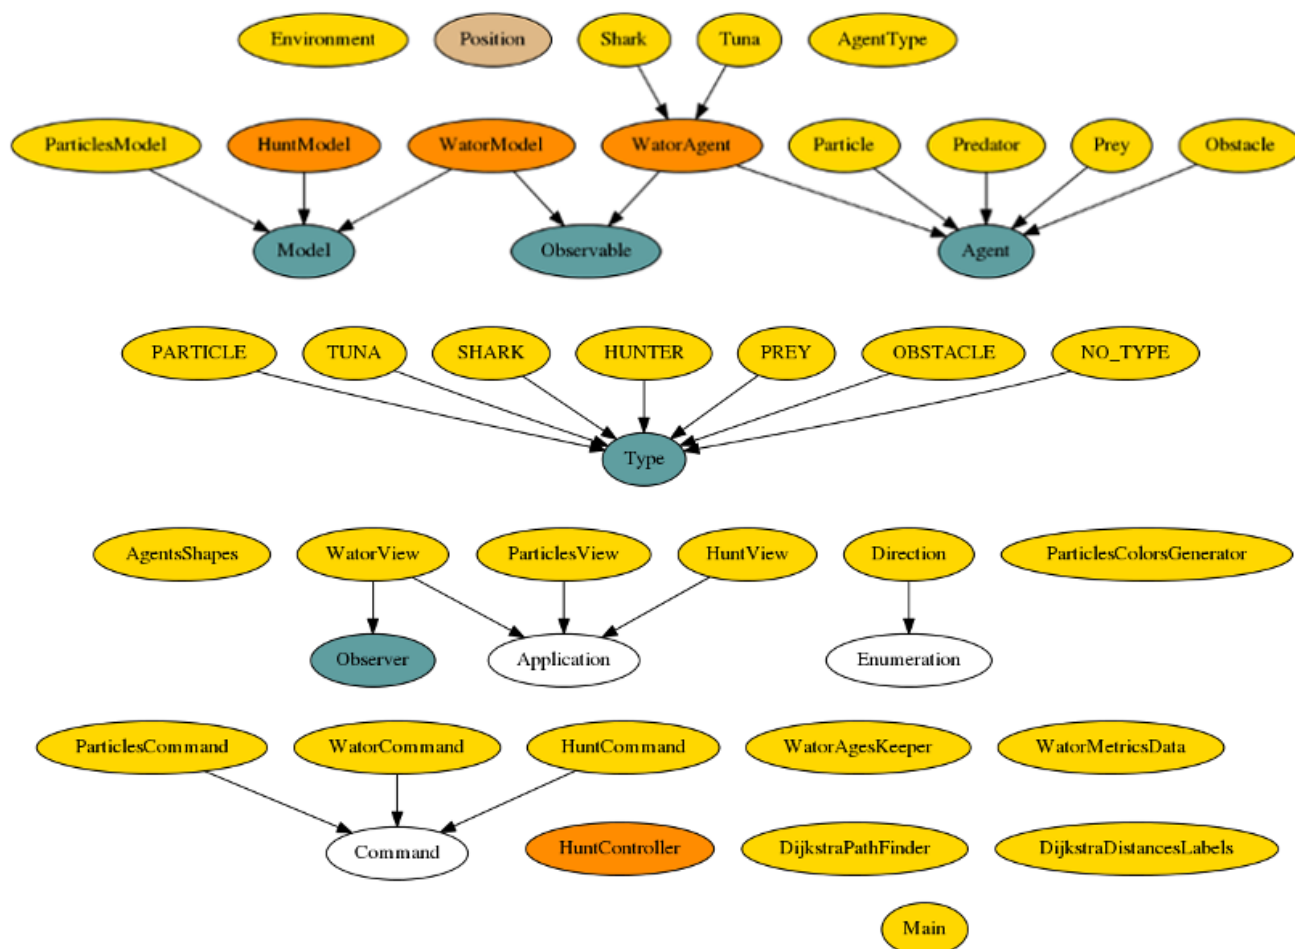 Environment
Position
Shark
Tuna
AgentType
ParticlesModel
HuntModel
WatorModel
WatorAgent
Particle
Predator
Prey
Obstacle
Model
Observable
Agent
PARTICLE
TUNA
SHARK
HUNTER
PREY
OBSTACLE
NO_TYPE
Type
AgentsShapes
WatorView
ParticlesView
HuntView
Direction
ParticlesColorsGenerator
Observer
Application
Enumeration
ParticlesCommand
WatorCommand
HuntCommand
WatorAgesKeeper
WatorMetricsData
Command
HuntController
DijkstraPathFinder
DijkstraDistancesLabels
Main